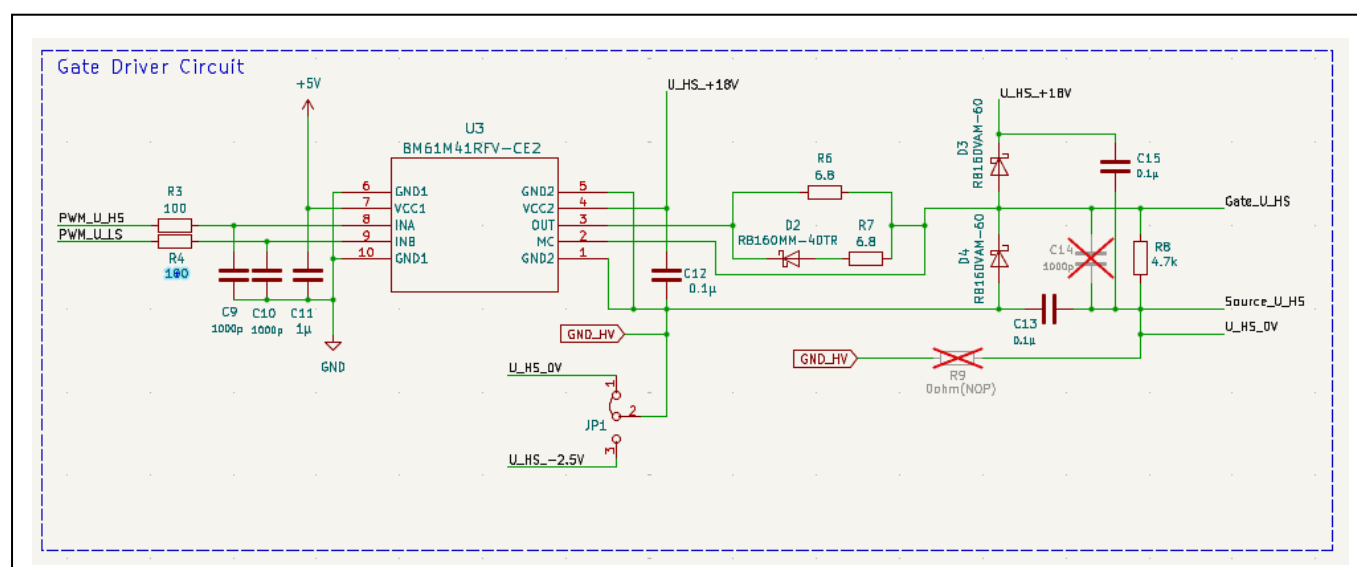 Gate Driver Circuit
+5V
U_HS_+18V
U_HS_+18V
U3
BM61M41RFV-CE2
D3
RB160VAM-60
C15
0.1µ
R3
100
R6
6.8
PWM_U_HS
PWM_U_LS
R4
100
6 GND1 GND2 5
7 VCC1 VCC2 4
8 INA OUT 3
9 INB MC 2
10 GND1 GND2 1
D2
RB160MM-40TR
R7
6.8
Gate_U_HS
D4
RB160VAM-60
C14
1000p
R8
4.7k
C9
1000p
C10
1000p
C11
1µ
C12
0.1µ
C13
0.1µ
Source_U_HS
U_HS_0V
GND
GND_HV
GND_HV
R9
0ohm(NOP)
U_HS_0V
1
2
JP1
3
U_HS_-2.5V